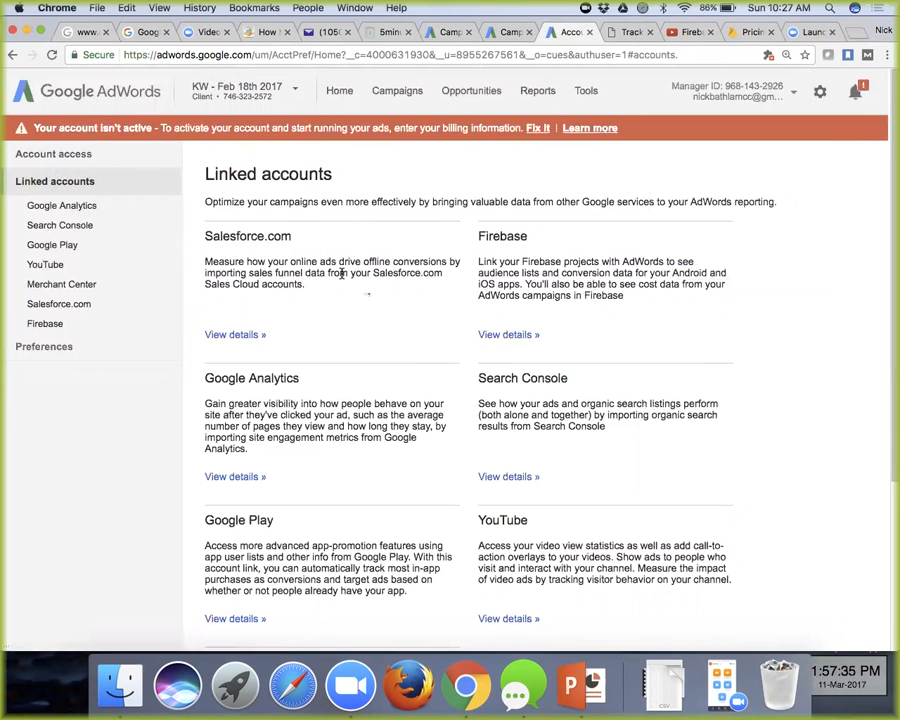 Chrome File Edit View History Bookmarks People Window Help 86% Sun 10:27 AM
www. Goog Video How 5min Camp Camp Acco Track Fireb Pricin Launc Nick
Secure https://adwords.google.com/um/AcctPref/Home?__c=4000631930&__u=8955267561&__o=cues&authuser=1#accounts.
Google AdWords
KW - Feb 18th 2017
Client • 746-323-2572
Home Campaigns Opportunities Reports Tools
Manager ID: 968-143-2926
nickbathlamcc@gm...
1
Your account isn't active - To activate your account and start running your ads, enter your billing information. Fix it | Learn more
Account access
Linked accounts
Google Analytics
Search Console
Google Play
YouTube
Merchant Center
Salesforce.com
Firebase
Preferences
Linked accounts
Optimize your campaigns even more effectively by bringing valuable data from other Google services to your AdWords reporting.
Salesforce.com
Measure how your online ads drive offline conversions by
importing sales funnel data from your Salesforce.com
Sales Cloud accounts.
View details »
Firebase
Link your Firebase projects with AdWords to see
audience lists and conversion data for your Android and
iOS apps. You'll also be able to see cost data from your
AdWords campaigns in Firebase
View details »
Google Analytics
Gain greater visibility into how people behave on your
site after they've clicked your ad, such as the average
number of pages they view and how long they stay, by
importing site engagement metrics from Google
Analytics.
View details »
Search Console
See how your ads and organic search listings perform
(both alone and together) by importing organic search
results from Search Console
View details »
Google Play
Access more advanced app-promotion features using
app user lists and other info from Google Play. With this
account link, you can automatically track most in-app
purchases as conversions and target ads based on
whether or not people already have your app.
View details »
YouTube
Access your video view statistics as well as add call-to-
action overlays to your videos. Show ads to people who
visit and interact with your channel. Measure the impact
of video ads by tracking visitor behavior on your channel.
View details »
CSV
1:57:35 PM
11-Mar-2017